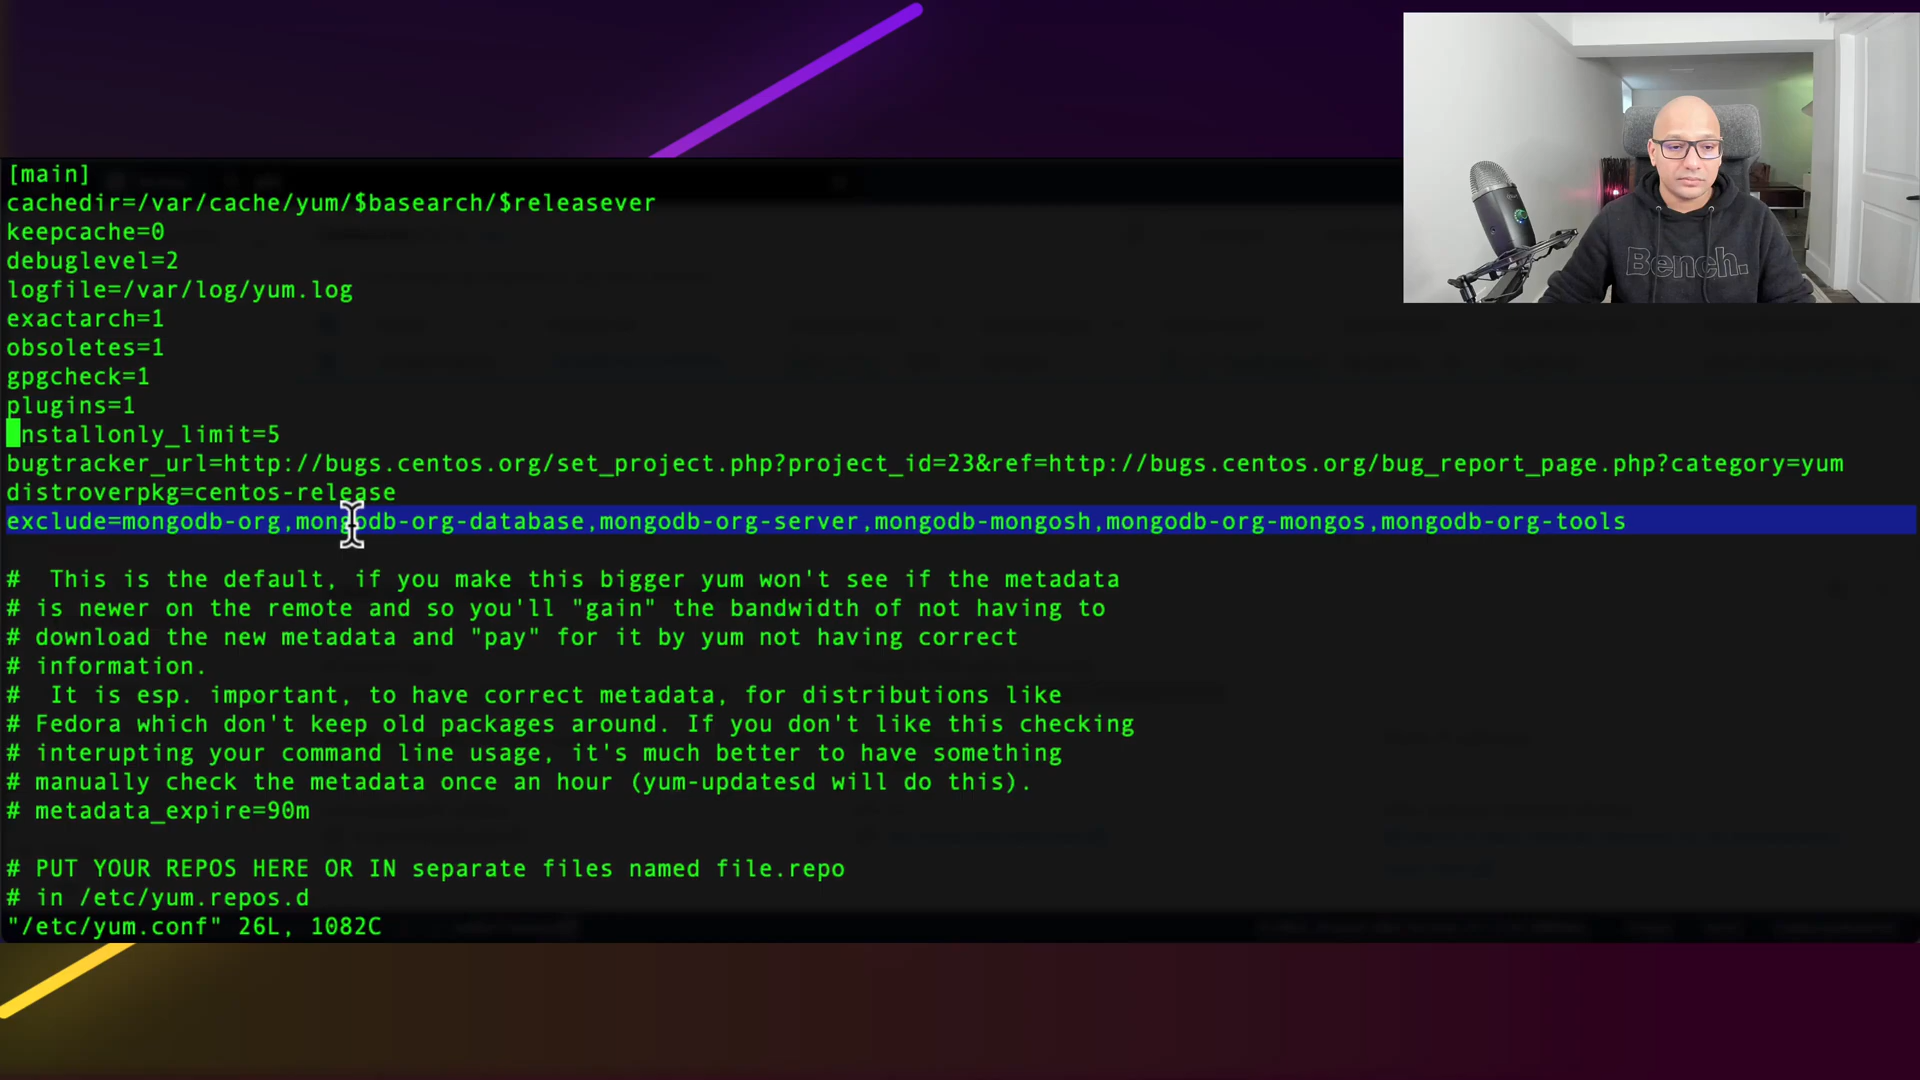 [main]
cachedir=/var/cache/yum/$basearch/$releasever
keepcache=0
debuglevel=2
logfile=/var/log/yum.log
exactarch=1
obsoletes=1
gpgcheck=1
plugins=1
nstallonly_limit=5
bugtracker_url=http://bugs.centos.org/set_project.php?project_id=23&ref=http://bugs.centos.org/bug_report_page.php?category=yum
distroverpkg=centos-release
exclude=mongodb-org,mongodb-org-database,mongodb-org-server,mongodb-mongosh,mongodb-org-mongos,mongodb-org-tools
#  This is the default, if you make this bigger yum won't see if the metadata
# is newer on the remote and so you'll "gain" the bandwidth of not having to
# download the new metadata and "pay" for it by yum not having correct
# information.
#  It is esp. important, to have correct metadata, for distributions like
# Fedora which don't keep old packages around. If you don't like this checking
# interupting your command line usage, it's much better to have something
# manually check the metadata once an hour (yum-updatesd will do this).
# metadata_expire=90m
# PUT YOUR REPOS HERE OR IN separate files named file.repo
# in /etc/yum.repos.d
"/etc/yum.conf" 26L, 1082C
Bench.